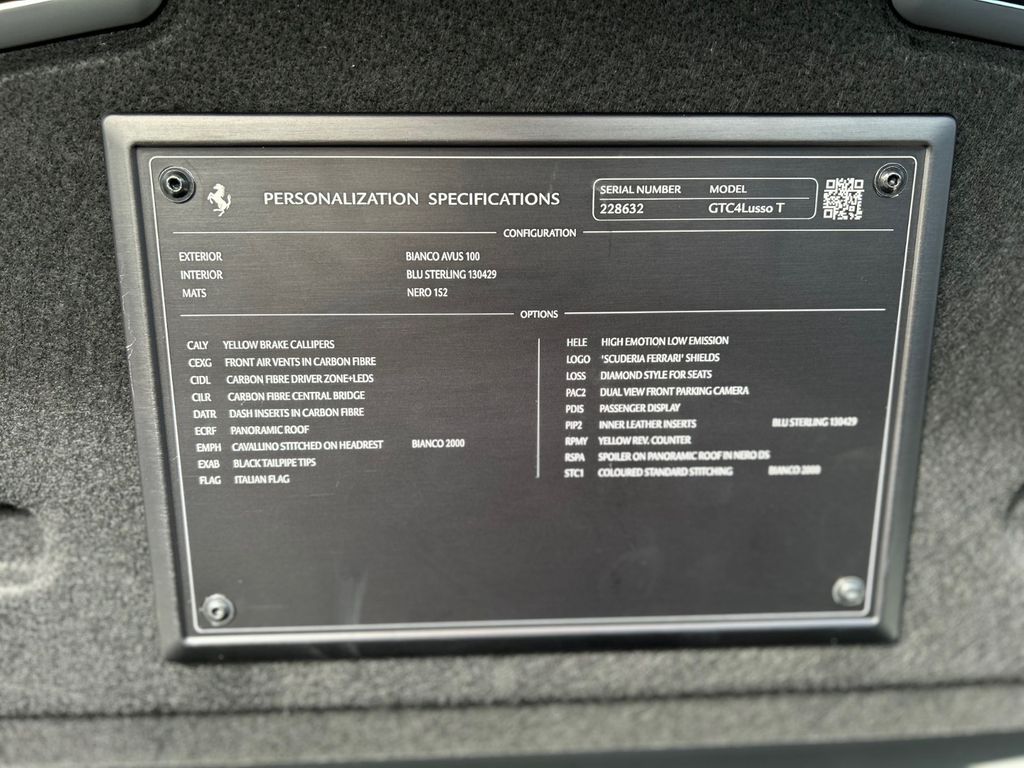 PERSONALIZATION SPECIFICATIONS
SERIAL NUMBER MODEL
228632 GTC4Lusso T
CONFIGURATION
EXTERIOR BIANCO AVUS 100
INTERIOR BLU STERLING 130429
MATS NERO 152
OPTIONS
CALY YELLOW BRAKE CALLIPERS
CEXG FRONT AIR VENTS IN CARBON FIBRE
CIDL CARBON FIBRE DRIVER ZONE+LEDS
CILR CARBON FIBRE CENTRAL BRIDGE
DATR DASH INSERTS IN CARBON FIBRE
ECRF PANORAMIC ROOF
EMPH CAVALLINO STITCHED ON HEADREST BIANCO 2000
EXAB BLACK TAILPIPE TIPS
FLAG ITALIAN FLAG
HELE HIGH EMOTION LOW EMISSION
LOGO 'SCUDERIA FERRARI' SHIELDS
LOSS DIAMOND STYLE FOR SEATS
PAC2 DUAL VIEW FRONT PARKING CAMERA
PDIS PASSENGER DISPLAY
PIP2 INNER LEATHER INSERTS BLU STERLING 130429
RPMY YELLOW REV. COUNTER
RSPA SPOILER ON PANORAMIC ROOF IN NERO DS
STC1 COLOURED STANDARD STITCHING BIANCO 2000